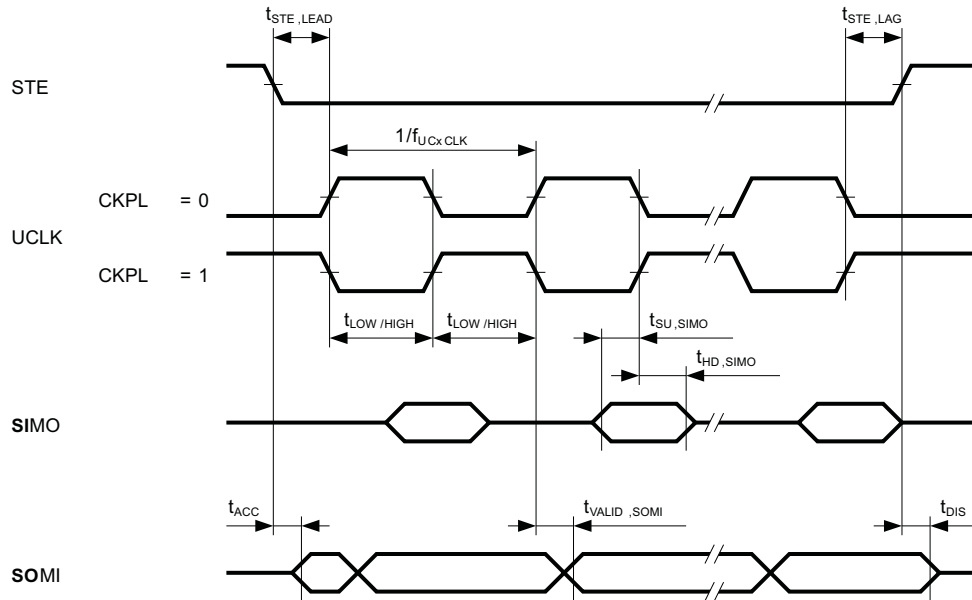 tSTE,LEAD
tSTE,LAG
STE
1/fUCxCLK
CKPL = 0
UCLK
CKPL = 1
tLOW/HIGH tLOW/HIGH
tSU,SIMO
tHD,SIMO
SIMO
tACC
tVALID,SOMI
tDIS
SOMI